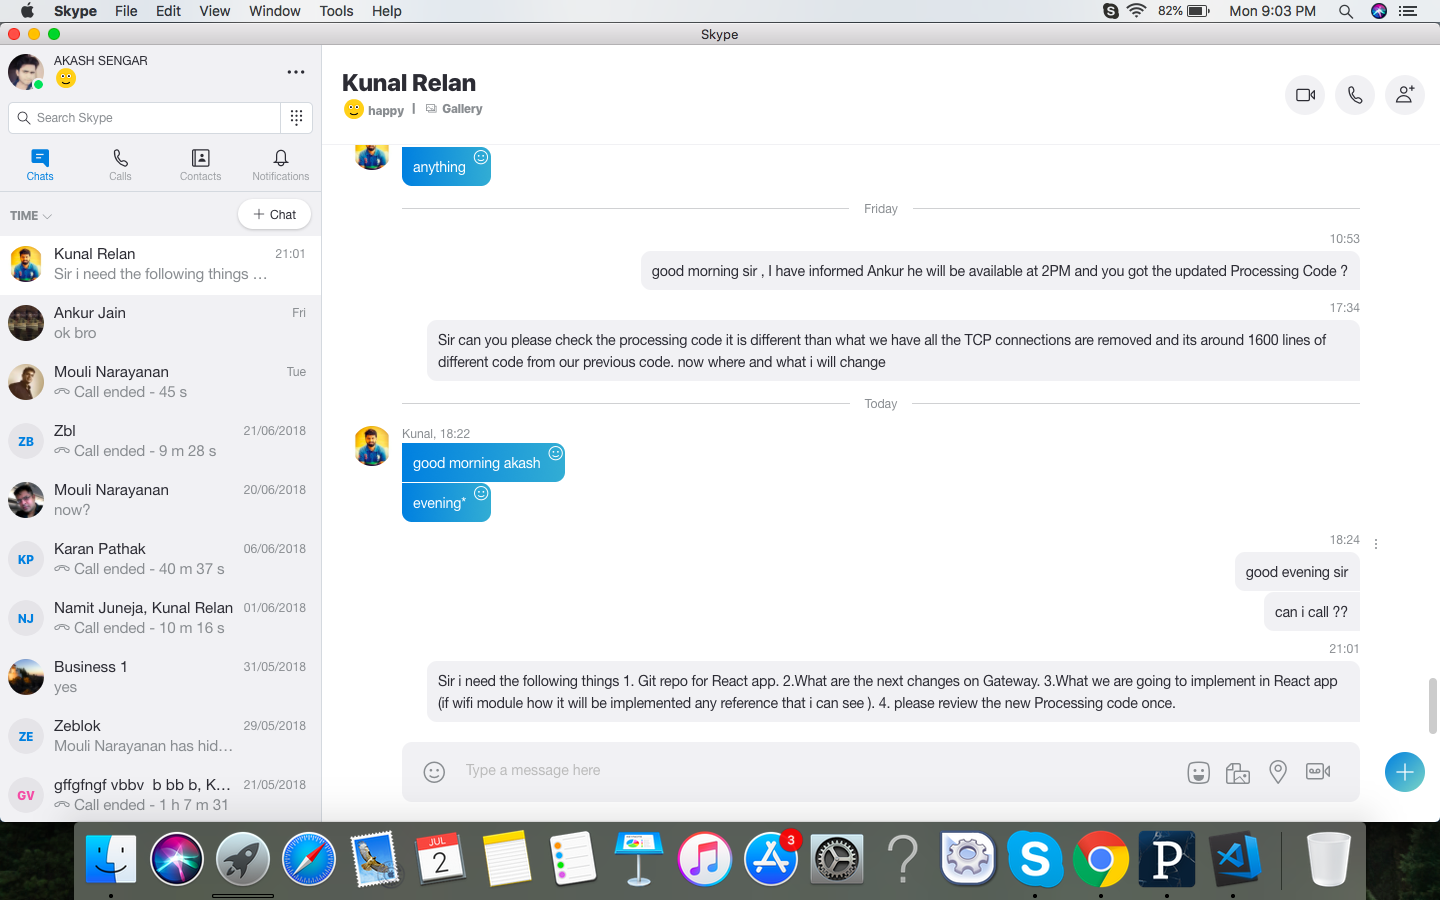 Skype File Edit View Window Tools Help
82% Mon 9:03 PM
Skype
AKASH SENGAR
Search Skype
Chats Calls Contacts Notifications
TIME
+ Chat
Kunal Relan 21:01
Sir i need the following things ...
Ankur Jain Fri
ok bro
Mouli Narayanan Tue
Call ended - 45 s
ZB
Zbl 21/06/2018
Call ended - 9 m 28 s
Mouli Narayanan 20/06/2018
now?
KP
Karan Pathak 06/06/2018
Call ended - 40 m 37 s
NJ
Namit Juneja, Kunal Relan 01/06/2018
Call ended - 10 m 16 s
Business 1 31/05/2018
yes
ZE
Zeblok 29/05/2018
Mouli Narayanan has hid...
GV
gffgfngf vbbv b bb b, K... 21/05/2018
Call ended - 1 h 7 m 31
Kunal Relan
happy | Gallery
anything
Friday
10:53
good morning sir , I have informed Ankur he will be available at 2PM and you got the updated Processing Code ?
17:34
Sir can you please check the processing code it is different than what we have all the TCP connections are removed and its around 1600 lines of
different code from our previous code. now where and what i will change
Today
Kunal, 18:22
good morning akash
evening*
18:24
good evening sir
can i call ??
21:01
Sir i need the following things 1. Git repo for React app. 2.What are the next changes on Gateway. 3.What we are going to implement in React app
(if wifi module how it will be implemented any reference that i can see ). 4. please review the new Processing code once.
Type a message here
JUL
2
3
?
S
P